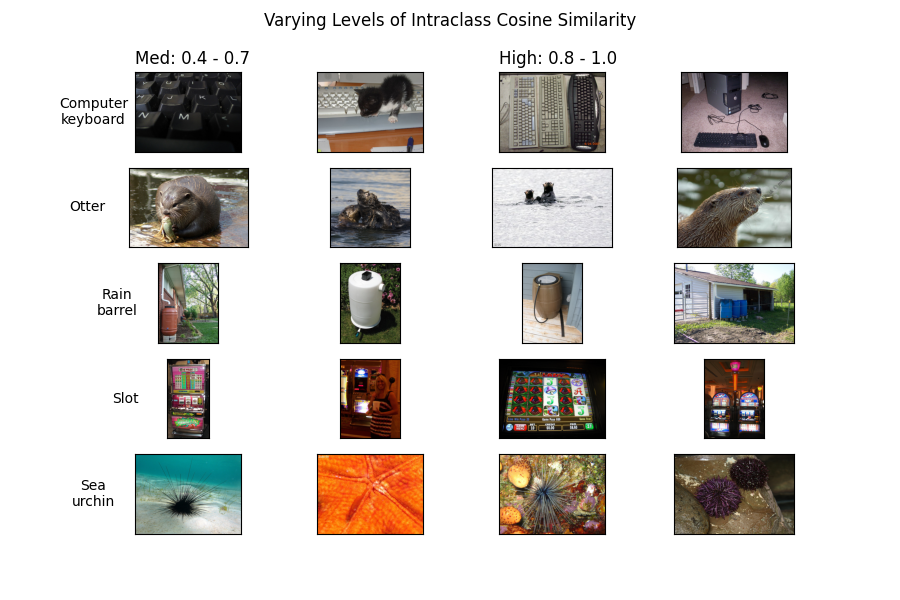 Varying Levels of Intraclass Cosine Similarity
Med: 0.4 - 0.7
High: 0.8 - 1.0
Computer
keyboard
Otter
Rain
barrel
Slot
Sea
urchin